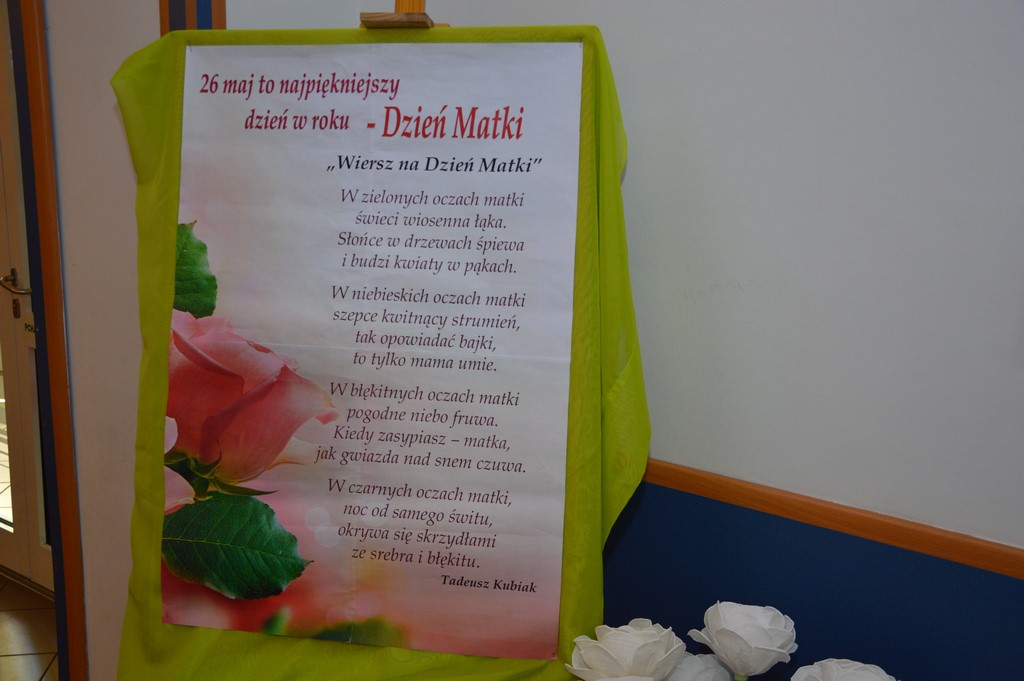 26 maj to najpiękniejszy
dzień w roku - Dzień Matki
„Wiersz na Dzień Matki”
W zielonych oczach matki
świeci wiosenna łąka.
Słońce w drzewach śpiewa
i budzi kwiaty w pąkach.
W niebieskich oczach matki
szepce kwitnący strumień,
tak opowiadać bajki,
to tylko mama umie.
W błękitnych oczach matki
pogodne niebo fruwa.
Kiedy zasypiasz – matka,
jak gwiazda nad snem czuwa.
W czarnych oczach matki,
noc od samego świtu,
okrywa się skrzydłami
ze srebra i błękitu.
Tadeusz Kubiak